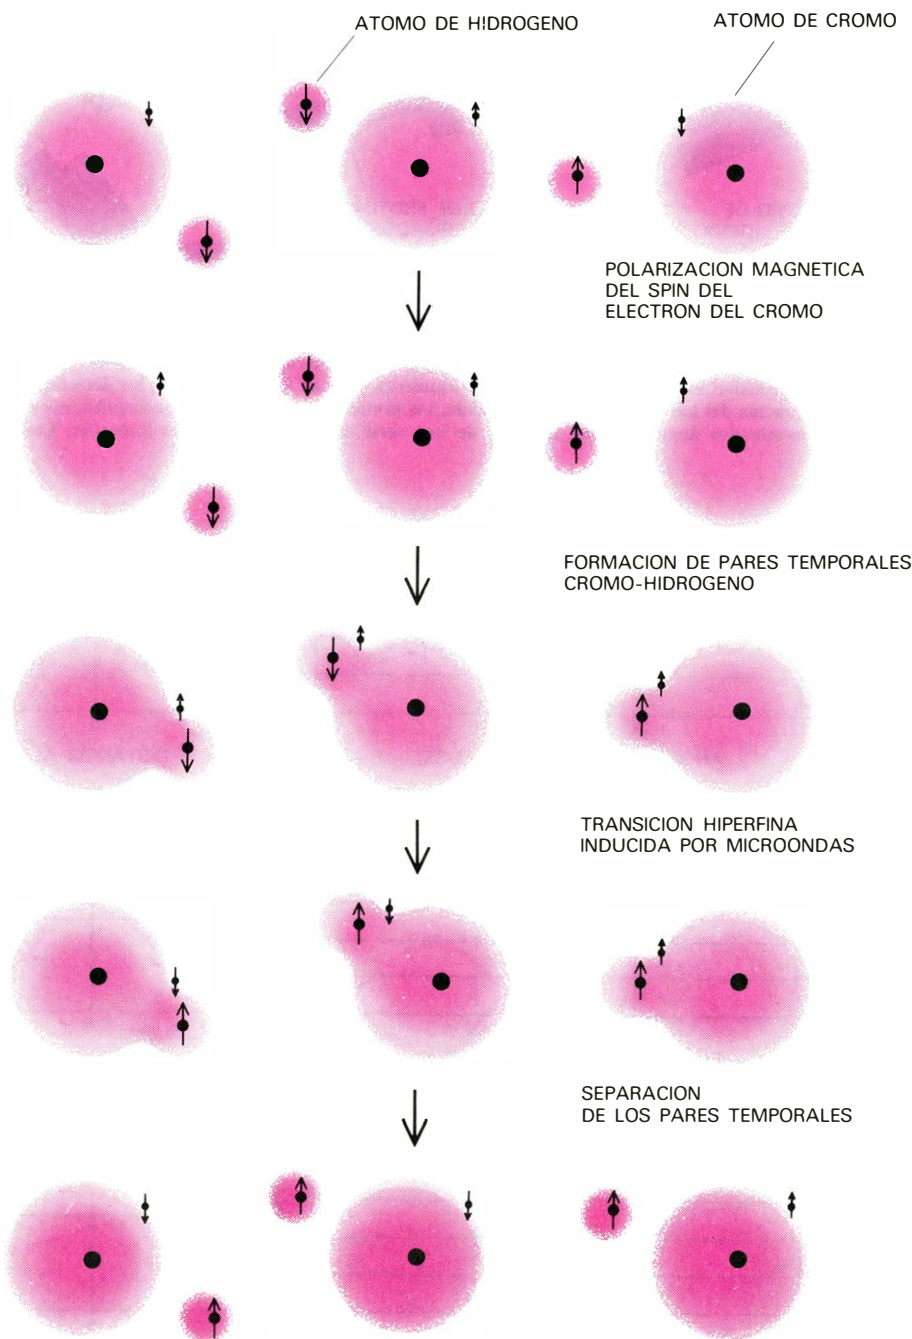 ATOMO DE HIDROGENO
ATOMO DE CROMO
POLARIZACION MAGNETICA
DEL SPIN DEL
ELECTRON DEL CROMO
FORMACION DE PARES TEMPORALES
CROMO-HIDROGENO
TRANSICION HIPERFINA
INDUCIDA POR MICROONDAS
SEPARACION
DE LOS PARES TEMPORALES